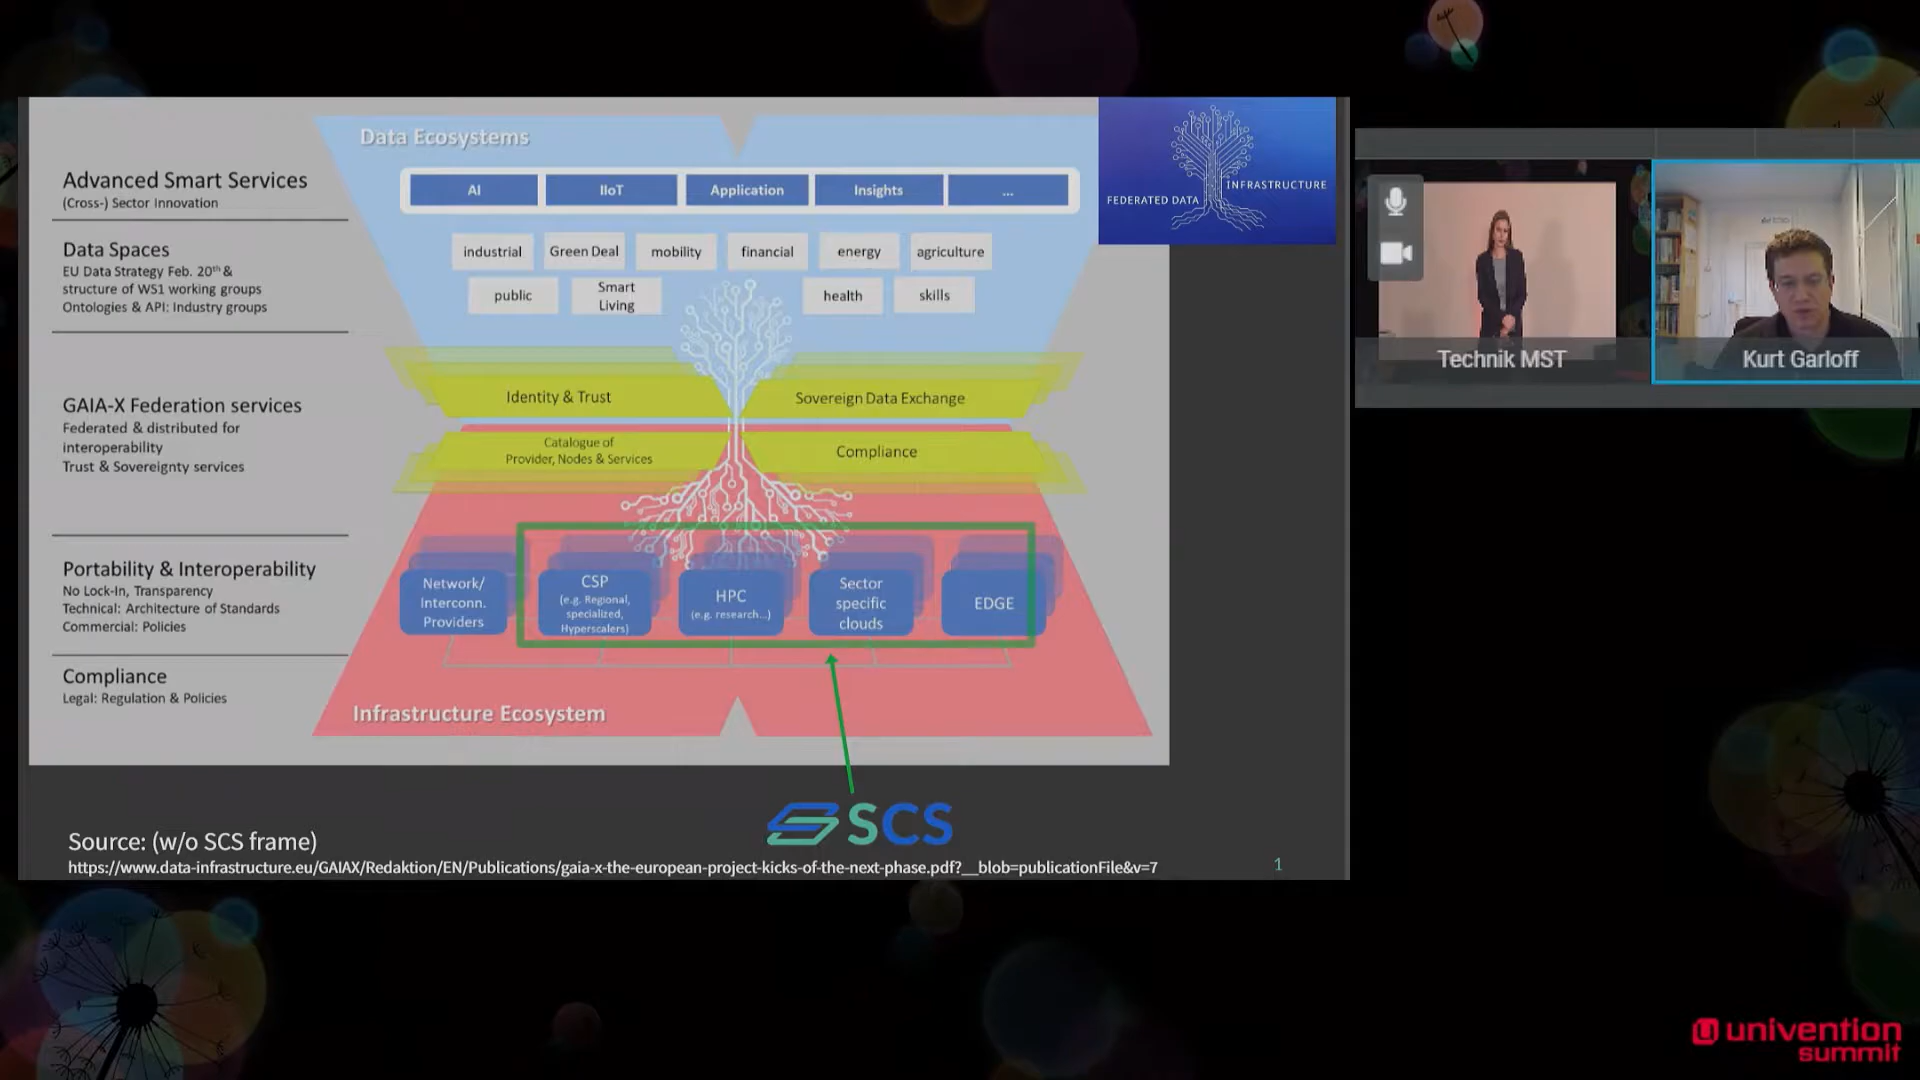 Data Ecosystems
Advanced Smart Services
(Cross-) Sector Innovation
AI
IIoT
Application
Insights
...
FEDERATED DATA
INFRASTRUCTURE
Data Spaces
EU Data Strategy Feb. 20th &
structure of WS1 working groups
Ontologies & API: Industry groups
industrial
Green Deal
mobility
financial
energy
agriculture
public
Smart
Living
health
skills
GAIA-X Federation services
Federated & distributed for
interoperability
Trust & Sovereignty services
Identity & Trust
Sovereign Data Exchange
Catalogue of
Provider, Nodes & Services
Compliance
Portability & Interoperability
No Lock-In, Transparency
Technical: Architecture of Standards
Commercial: Policies
Network/
Interconn.
Providers
CSP
(e.g. Regional,
specialized,
Hyperscalers)
HPC
(e.g. research...)
Sector
specific
clouds
EDGE
Compliance
Legal: Regulation & Policies
Infrastructure Ecosystem
SCS
Source: (w/o SCS frame)
https://www.data-infrastructure.eu/GAIAX/Redaktion/EN/Publications/gaia-x-the-european-project-kicks-of-the-next-phase.pdf?__blob=publicationFile&v=7
1
Technik MST
Kurt Garloff
univention
summit